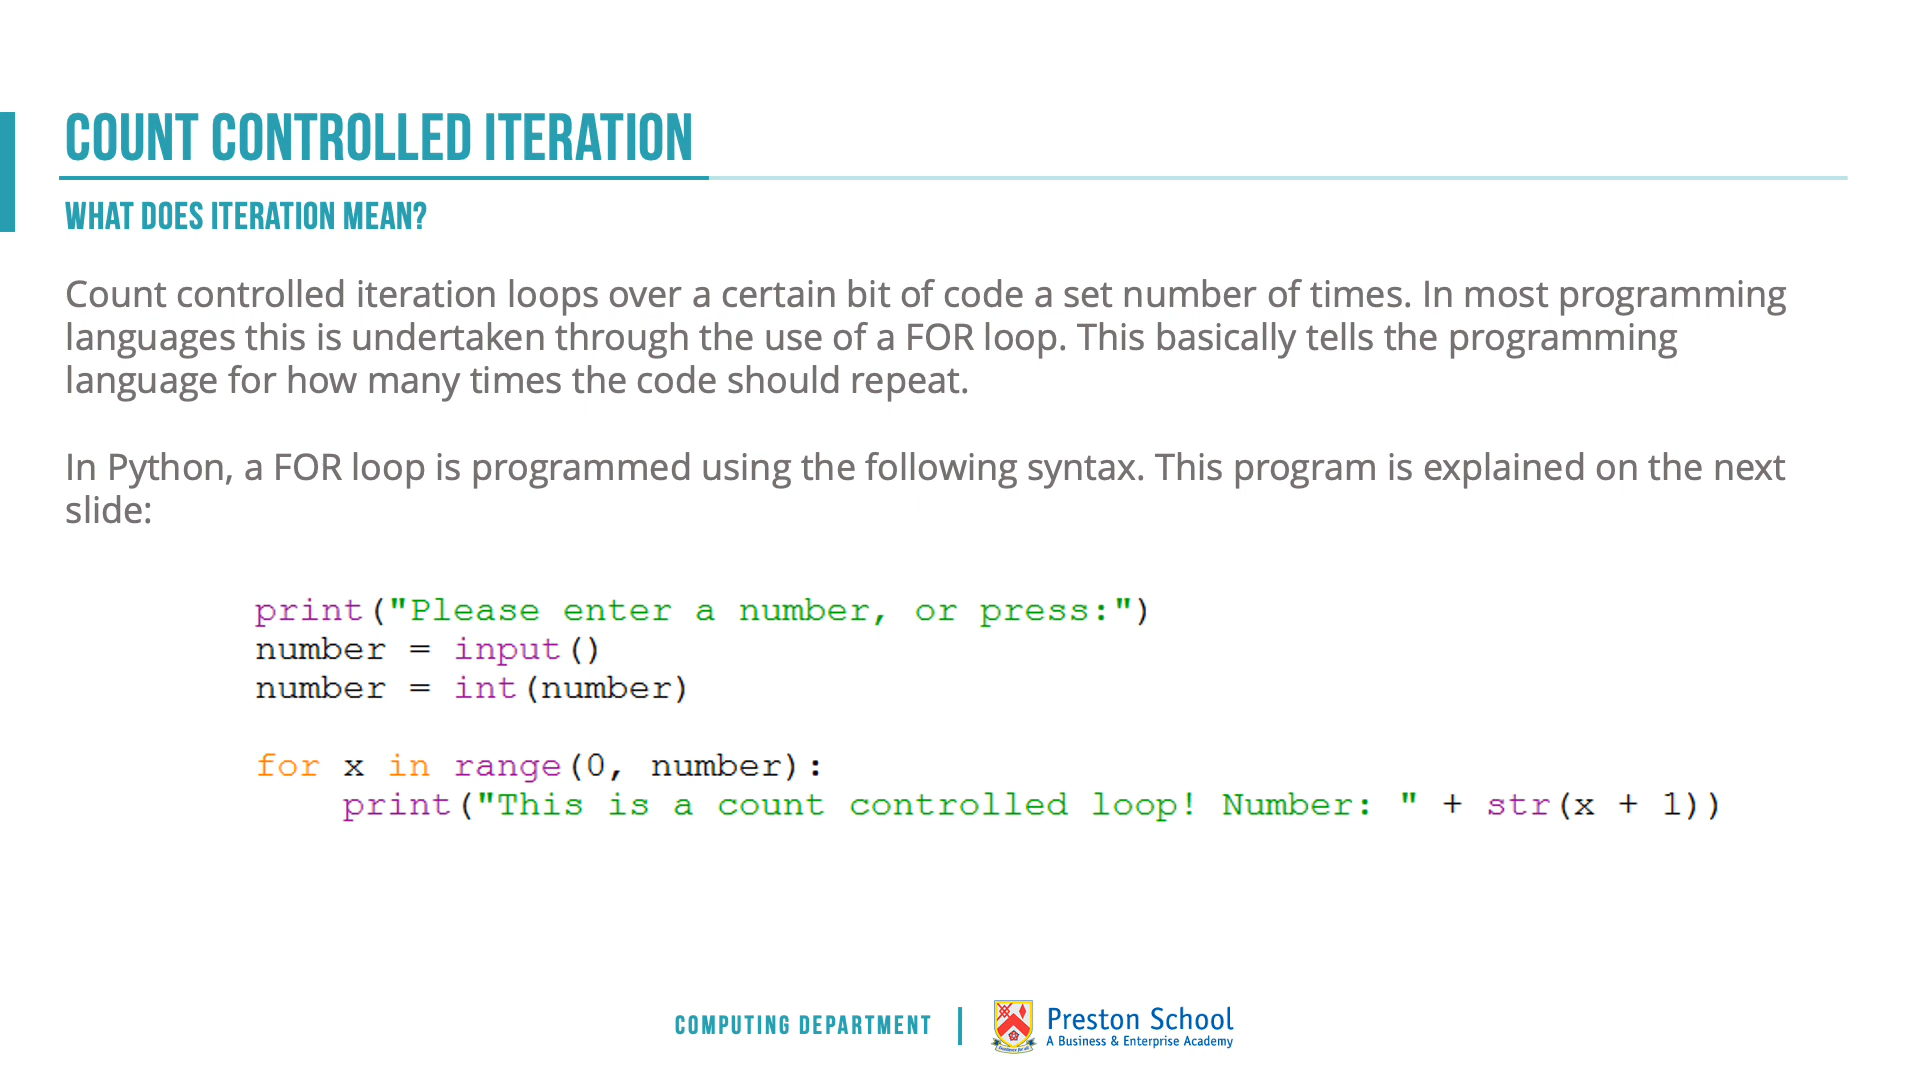 COUNT CONTROLLED ITERATION
WHAT DOES ITERATION MEAN?
Count controlled iteration loops over a certain bit of code a set number of times. In most programming
languages this is undertaken through the use of a FOR loop. This basically tells the programming
language for how many times the code should repeat.
In Python, a FOR loop is programmed using the following syntax. This program is explained on the next
slide:
print("Please enter a number, or press:")
number = input()
number = int(number)
for x in range(0, number):
    print("This is a count controlled loop! Number: " + str(x + 1))
COMPUTING DEPARTMENT
Preston School
A Business & Enterprise Academy